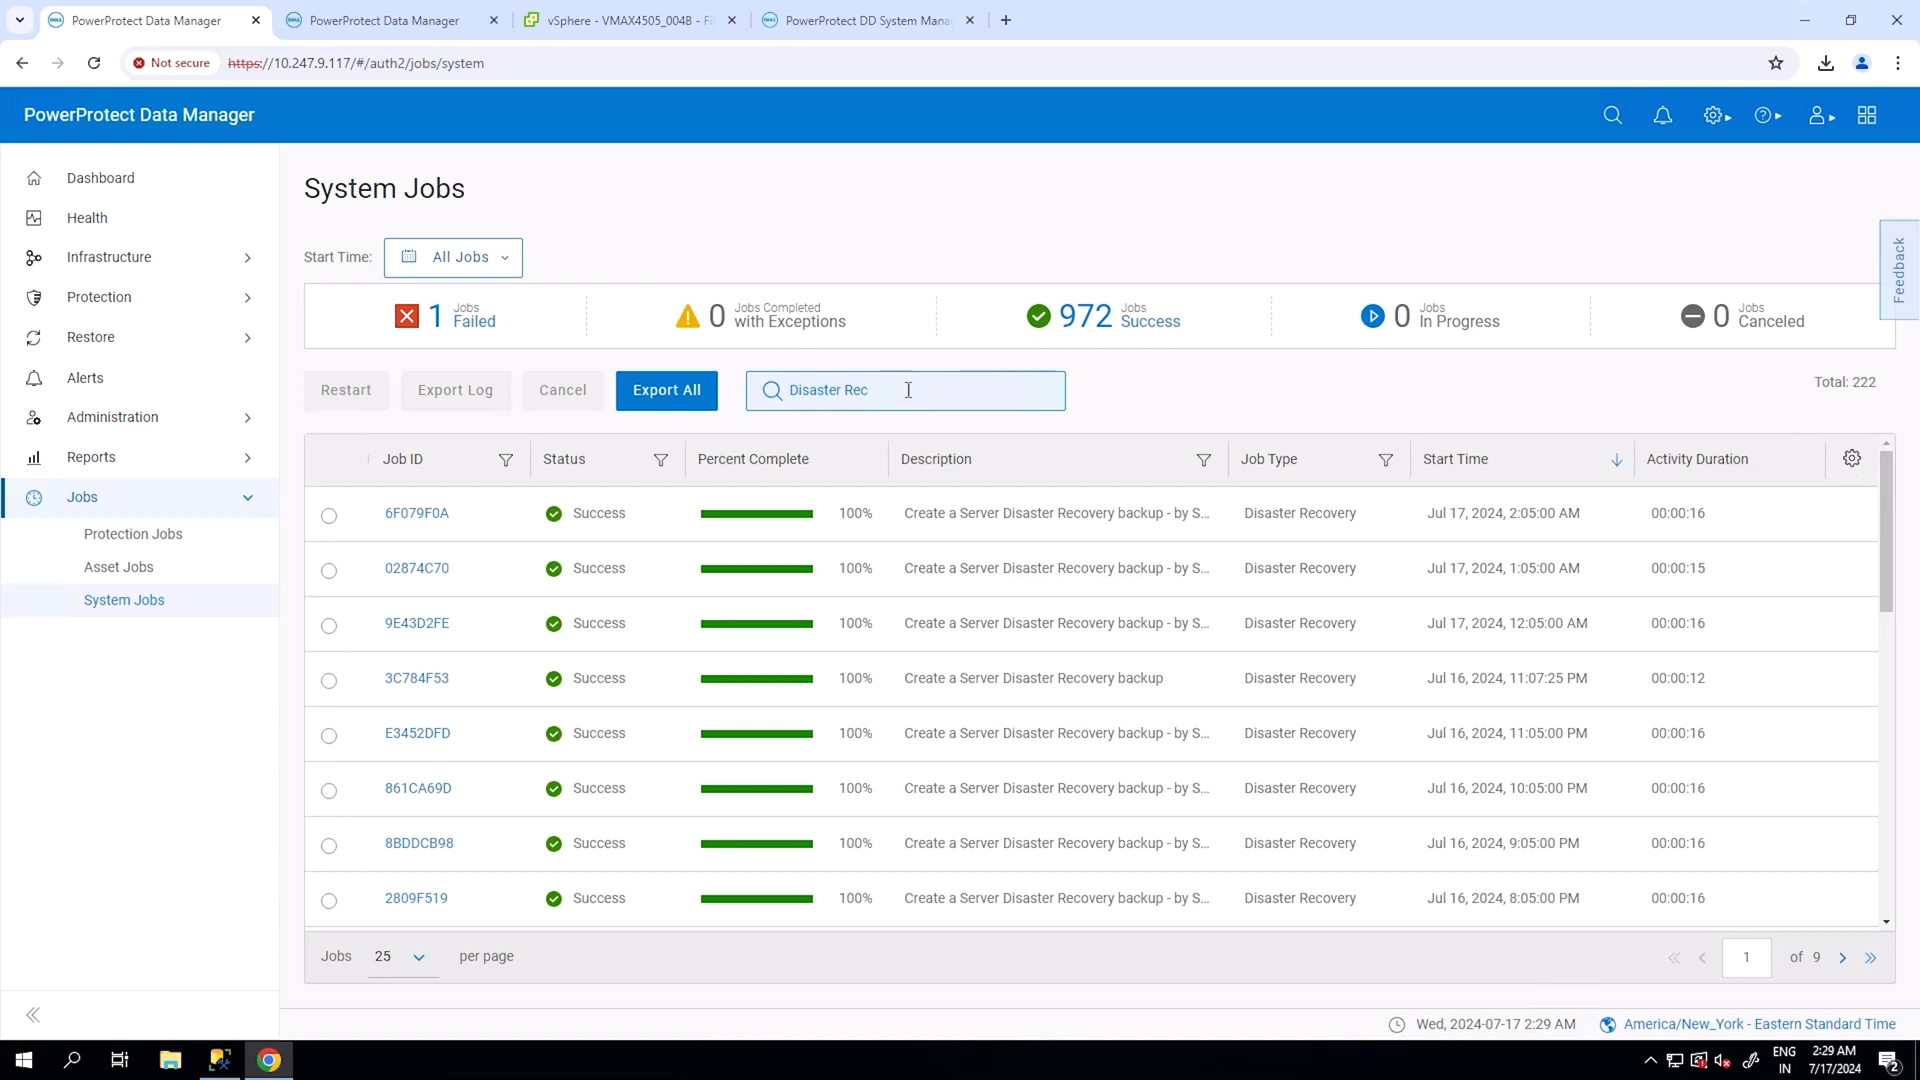 PowerProtect Data Manager
PowerProtect Data Manager
vSphere - VMAX4505_004B - Fi
PowerProtect DD System Mana
Not secure
https://10.247.9.117/#/auth2/jobs/system
PowerProtect Data Manager
Dashboard
Health
Infrastructure
Protection
Restore
Alerts
Administration
Reports
Jobs
Protection Jobs
Asset Jobs
System Jobs
System Jobs
Start Time: All Jobs
Feedback
1 Jobs Failed
0 Jobs Completed with Exceptions
972 Jobs Success
0 Jobs In Progress
0 Jobs Canceled
Restart Export Log Cancel Export All Disaster Rec Total: 222
Job ID Status Percent Complete Description Job Type Start Time Activity Duration
6F079F0A Success 100% Create a Server Disaster Recovery backup - by S... Disaster Recovery Jul 17, 2024, 2:05:00 AM 00:00:16
02874C70 Success 100% Create a Server Disaster Recovery backup - by S... Disaster Recovery Jul 17, 2024, 1:05:00 AM 00:00:15
9E43D2FE Success 100% Create a Server Disaster Recovery backup - by S... Disaster Recovery Jul 17, 2024, 12:05:00 AM 00:00:16
3C784F53 Success 100% Create a Server Disaster Recovery backup Disaster Recovery Jul 16, 2024, 11:07:25 PM 00:00:12
E3452DFD Success 100% Create a Server Disaster Recovery backup - by S... Disaster Recovery Jul 16, 2024, 11:05:00 PM 00:00:16
861CA69D Success 100% Create a Server Disaster Recovery backup - by S... Disaster Recovery Jul 16, 2024, 10:05:00 PM 00:00:16
8BDDCB98 Success 100% Create a Server Disaster Recovery backup - by S... Disaster Recovery Jul 16, 2024, 9:05:00 PM 00:00:16
2809F519 Success 100% Create a Server Disaster Recovery backup - by S... Disaster Recovery Jul 16, 2024, 8:05:00 PM 00:00:16
Jobs 25 per page 1 of 9
Wed, 2024-07-17 2:29 AM America/New_York - Eastern Standard Time
ENG 2:29 AM
IN 7/17/2024 2